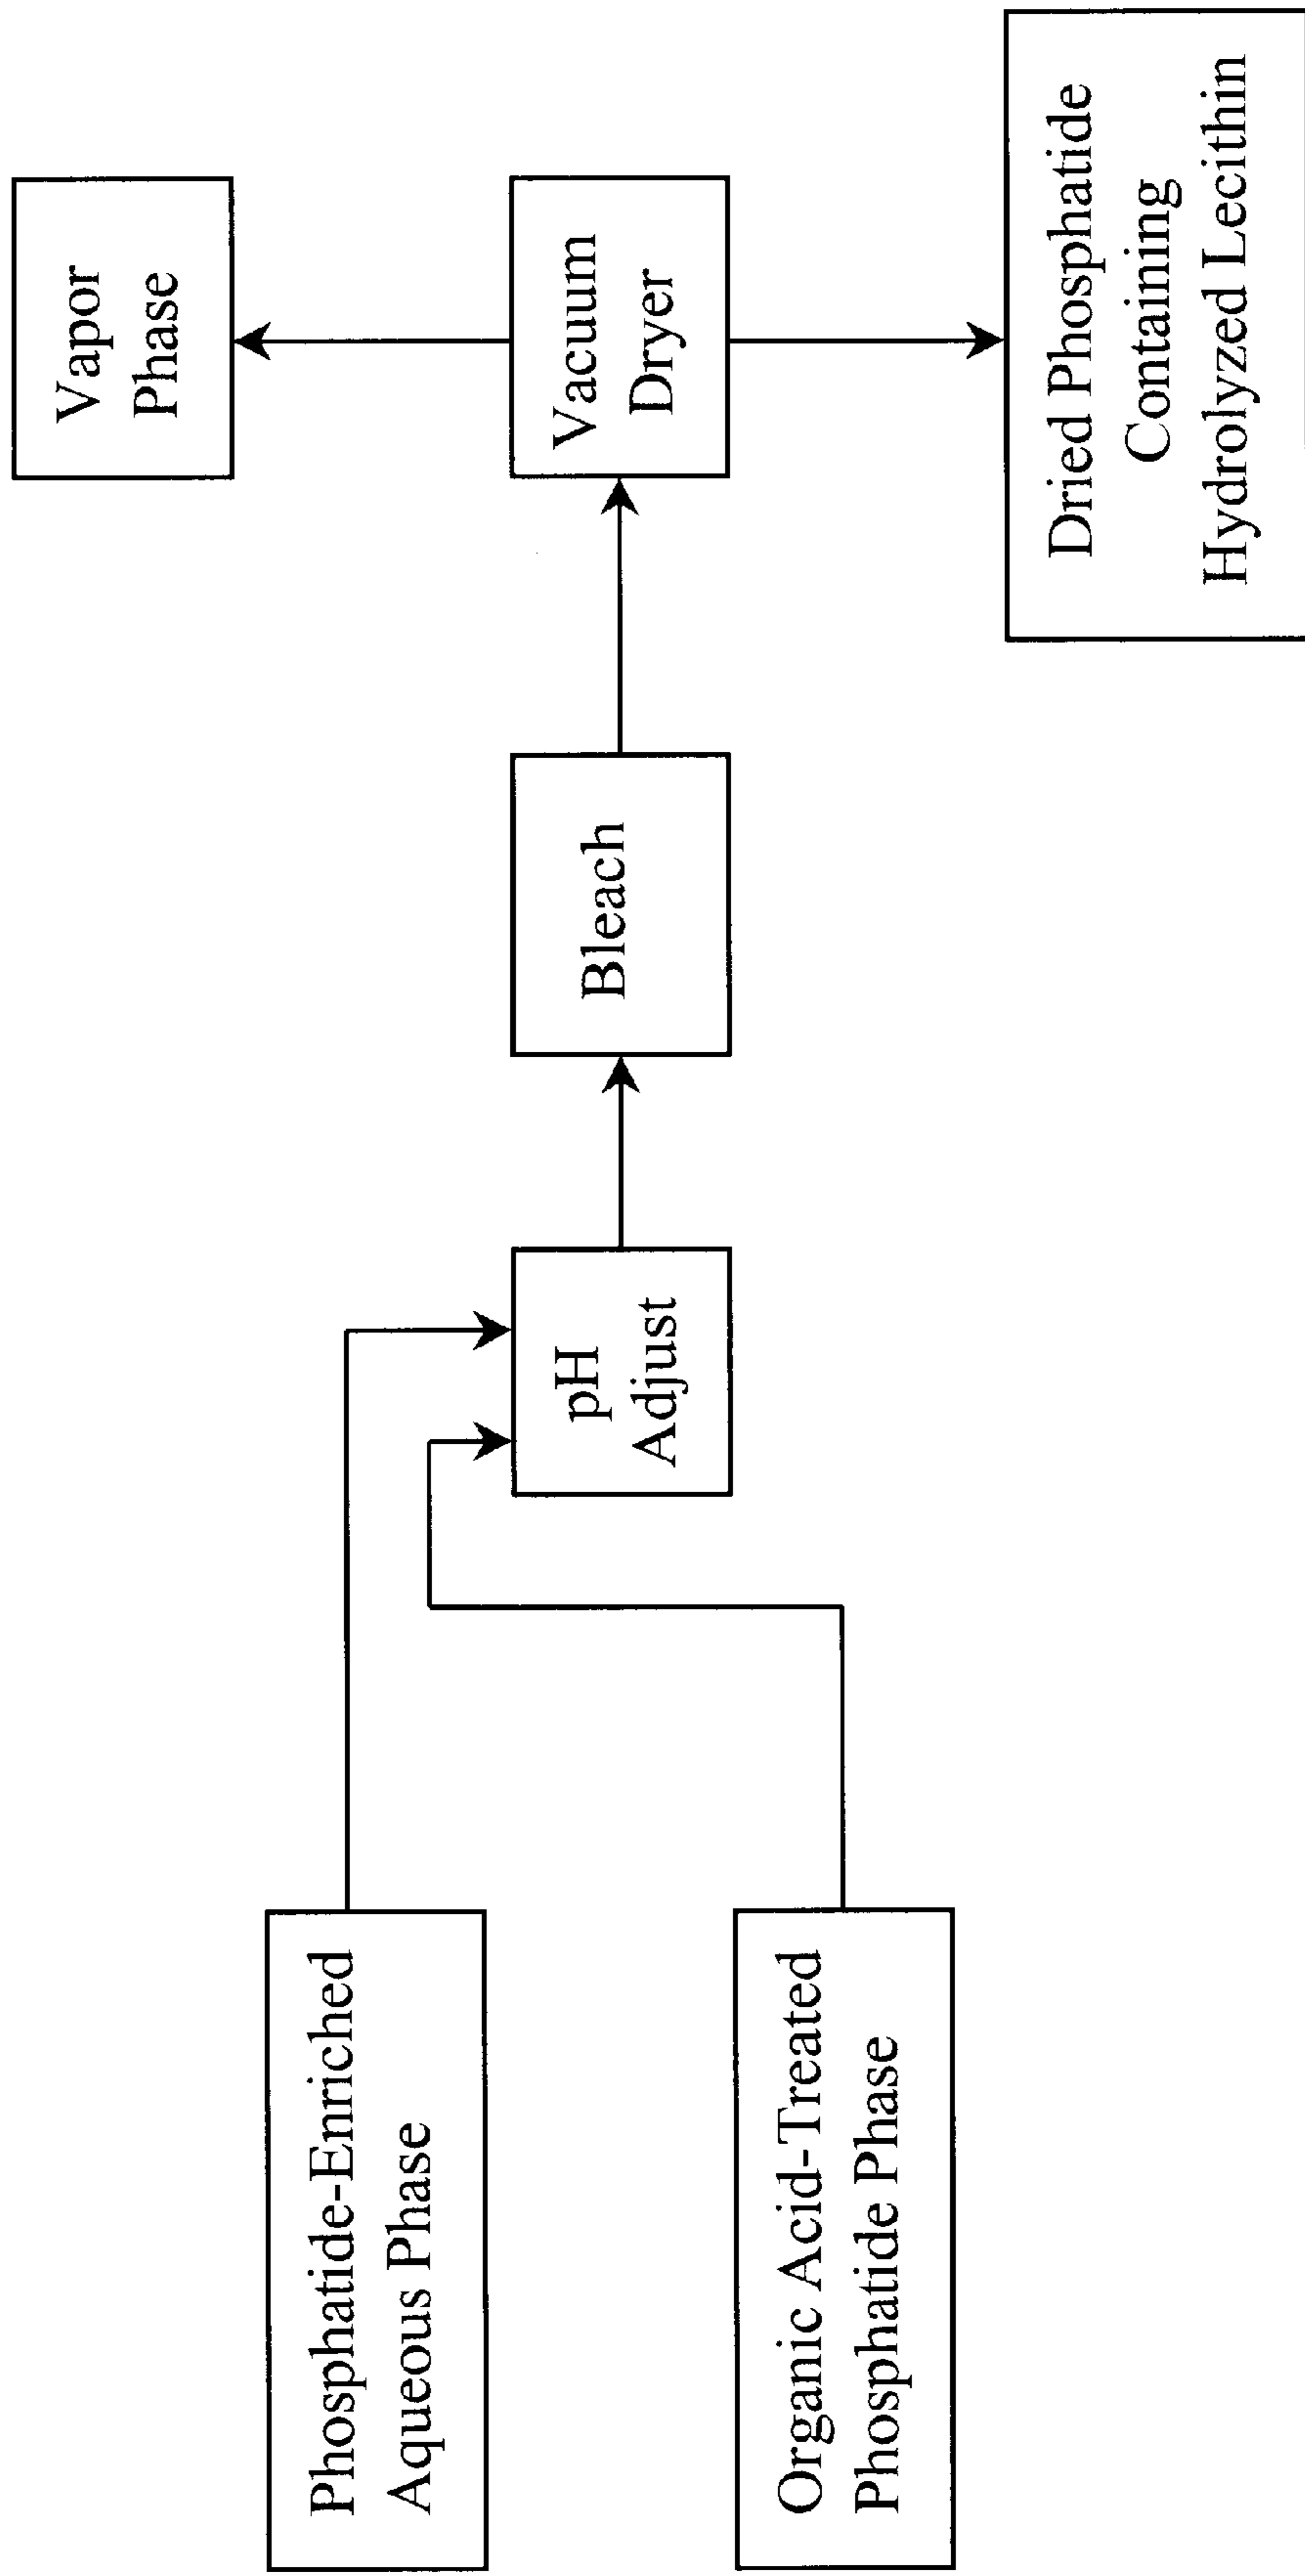 Phosphatide-Enriched
Aqueous Phase
Organic Acid-Treated
Phosphatide Phase
pH
Adjust
Bleach
Vacuum
Dryer
Vapor
Phase
Dried Phosphatide
Containing
Hydrolyzed Lecithin